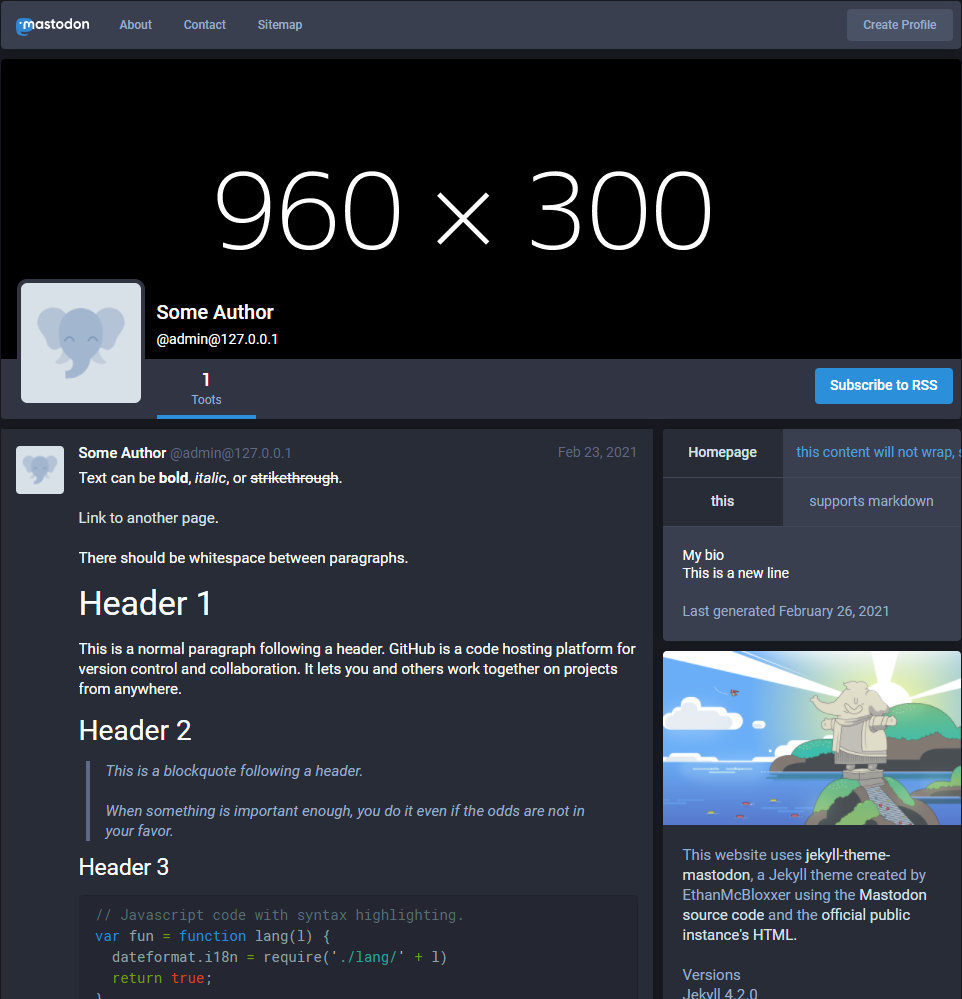 mastodon About Contact Sitemap Create Profile
960 × 300
Some Author
@admin@127.0.0.1
1
Toots
Subscribe to RSS
Some Author @admin@127.0.0.1 Feb 23, 2021
Text can be bold, italic, or strikethrough.
Link to another page.
There should be whitespace between paragraphs.
Header 1
This is a normal paragraph following a header. GitHub is a code hosting platform for
version control and collaboration. It lets you and others work together on projects
from anywhere.
Header 2
This is a blockquote following a header.
When something is important enough, you do it even if the odds are not in
your favor.
Header 3
// Javascript code with syntax highlighting.
var fun = function lang(l) {
dateformat.i18n = require('./lang/' + l)
return true;
}
Homepage this content will not wrap, s
this supports markdown
My bio
This is a new line
Last generated February 26, 2021
This website uses jekyll-theme-
mastodon, a Jekyll theme created by
EthanMcBloxxer using the Mastodon
source code and the official public
instance's HTML.
Versions
Jekyll 4.2.0